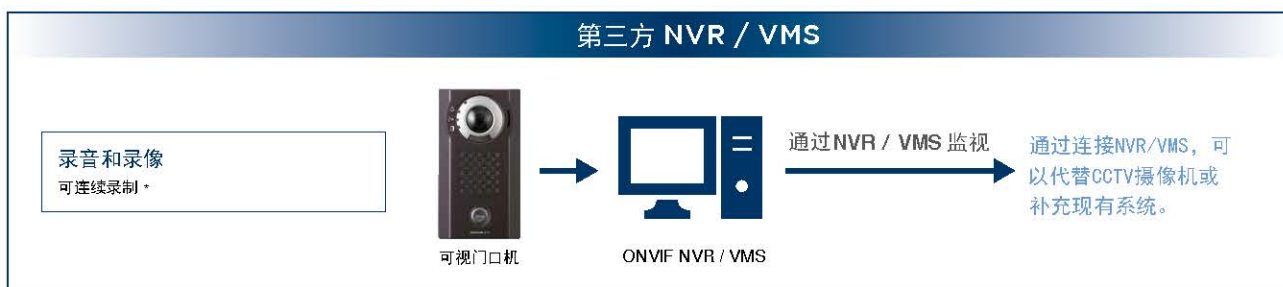 第三方 NVR / VMS
录音和录像
可连续录制 *
可视门口机
ONVIF NVR / VMS
通过NVR / VMS 监视
通过连接NVR/VMS, 可
以代替CCTV摄像机或
补充现有系统。